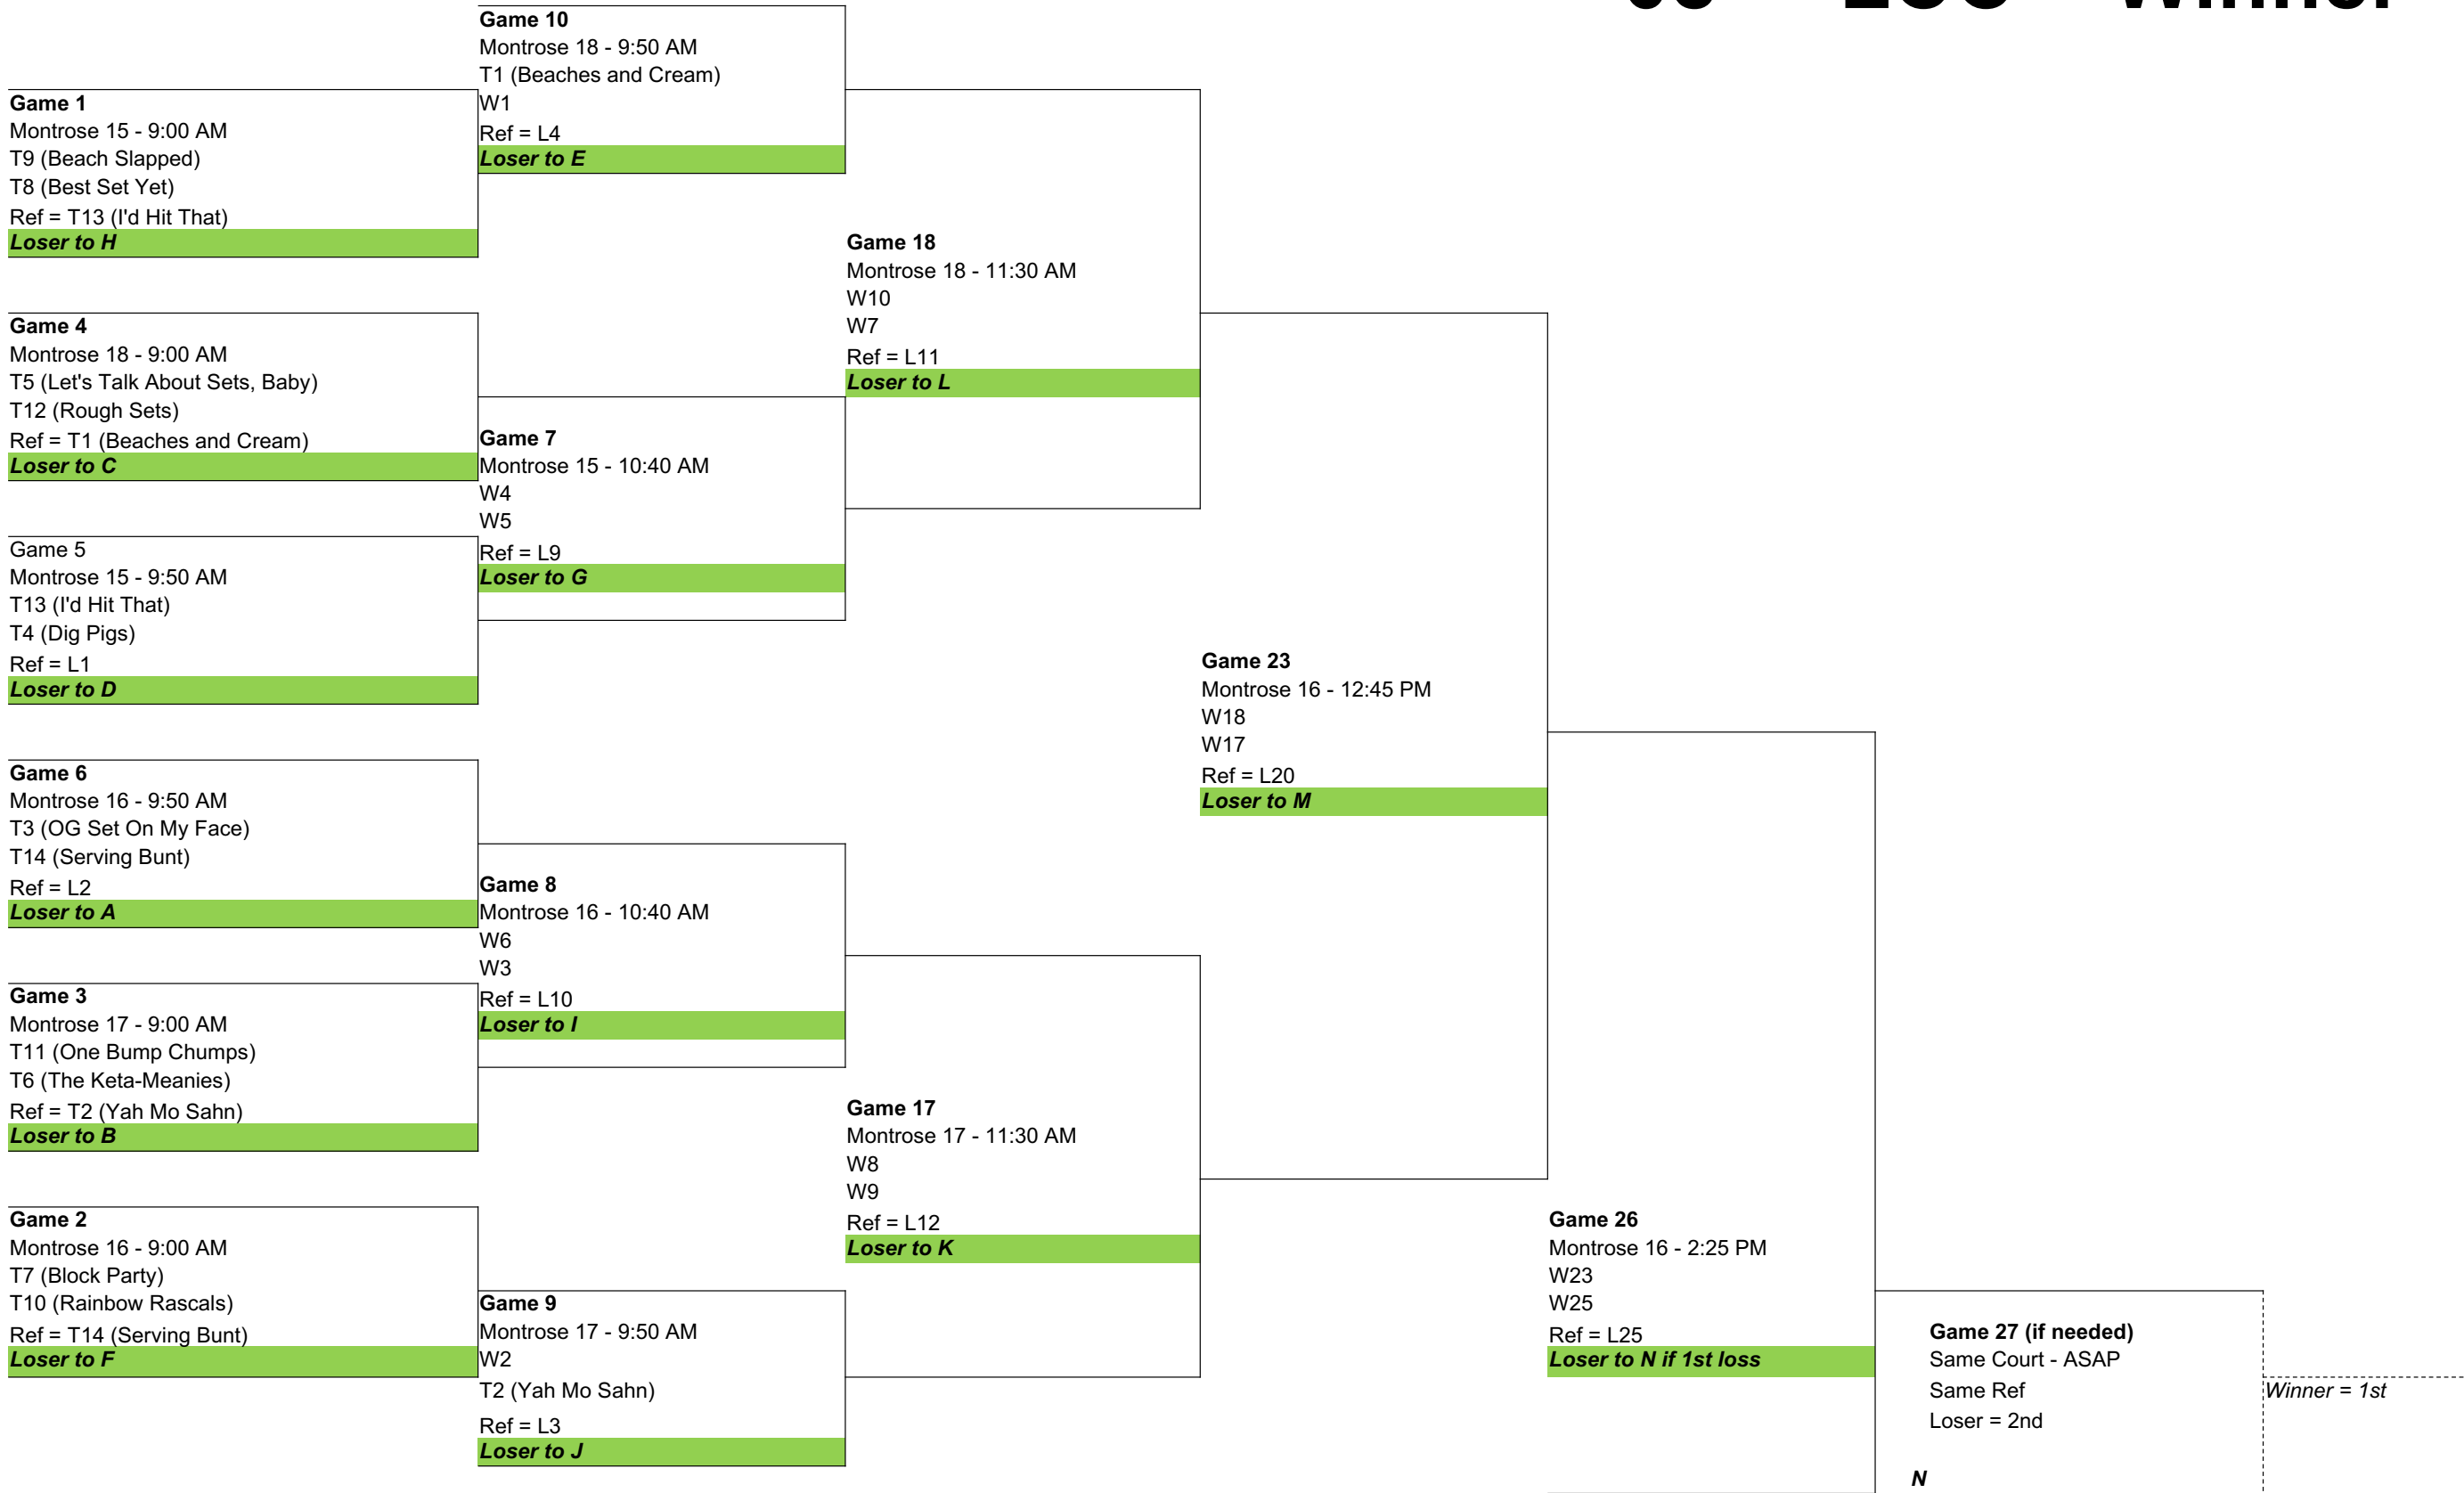 Game 10
Montrose 18 - 9:50 AM
T1 (Beaches and Cream)
W1
Ref = L4
Loser to E
Game 1
Montrose 15 - 9:00 AM
T9 (Beach Slapped)
T8 (Best Set Yet)
Ref = T13 (I'd Hit That)
Loser to H
Game 18
Montrose 18 - 11:30 AM
W10
W7
Ref = L11
Loser to L
Game 4
Montrose 18 - 9:00 AM
T5 (Let's Talk About Sets, Baby)
T12 (Rough Sets)
Ref = T1 (Beaches and Cream)
Loser to C
Game 7
Montrose 15 - 10:40 AM
W4
W5
Ref = L9
Loser to G
Game 5
Montrose 15 - 9:50 AM
T13 (I'd Hit That)
T4 (Dig Pigs)
Ref = L1
Loser to D
Game 23
Montrose 16 - 12:45 PM
W18
W17
Ref = L20
Loser to M
Game 6
Montrose 16 - 9:50 AM
T3 (OG Set On My Face)
T14 (Serving Bunt)
Ref = L2
Loser to A
Game 8
Montrose 16 - 10:40 AM
W6
W3
Ref = L10
Loser to I
Game 3
Montrose 17 - 9:00 AM
T11 (One Bump Chumps)
T6 (The Keta-Meanies)
Ref = T2 (Yah Mo Sahn)
Loser to B
Game 17
Montrose 17 - 11:30 AM
W8
W9
Ref = L12
Loser to K
Game 2
Montrose 16 - 9:00 AM
T7 (Block Party)
T10 (Rainbow Rascals)
Ref = T14 (Serving Bunt)
Loser to F
Game 9
Montrose 17 - 9:50 AM
W2
T2 (Yah Mo Sahn)
Ref = L3
Loser to J
Game 26
Montrose 16 - 2:25 PM
W23
W25
Ref = L25
Loser to N if 1st loss
Game 27 (if needed)
Same Court - ASAP
Same Ref
Loser = 2nd
Winner = 1st
N